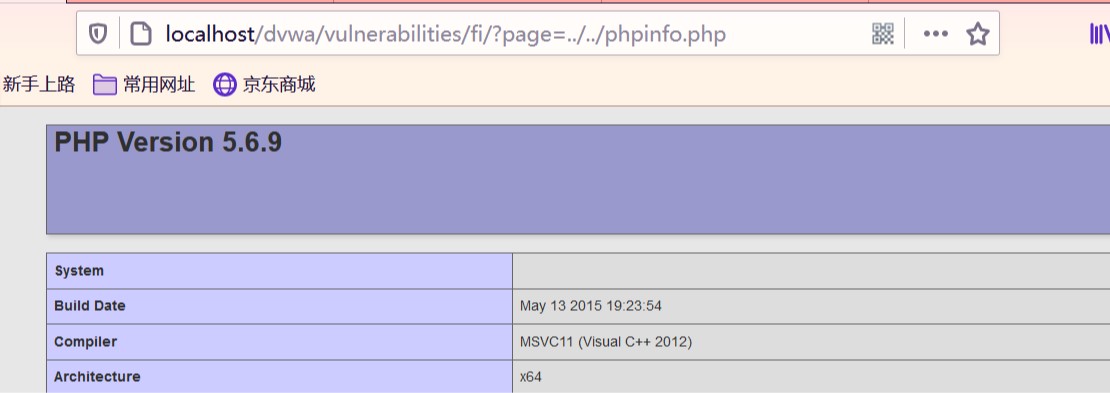 localhost/dvwa/vulnerabilities/fi/?page=../../phpinfo.php
新手上路 常用网址 京东商城
PHP Version 5.6.9
System
Build Date May 13 2015 19:23:54
Compiler MSVC11 (Visual C++ 2012)
Architecture x64